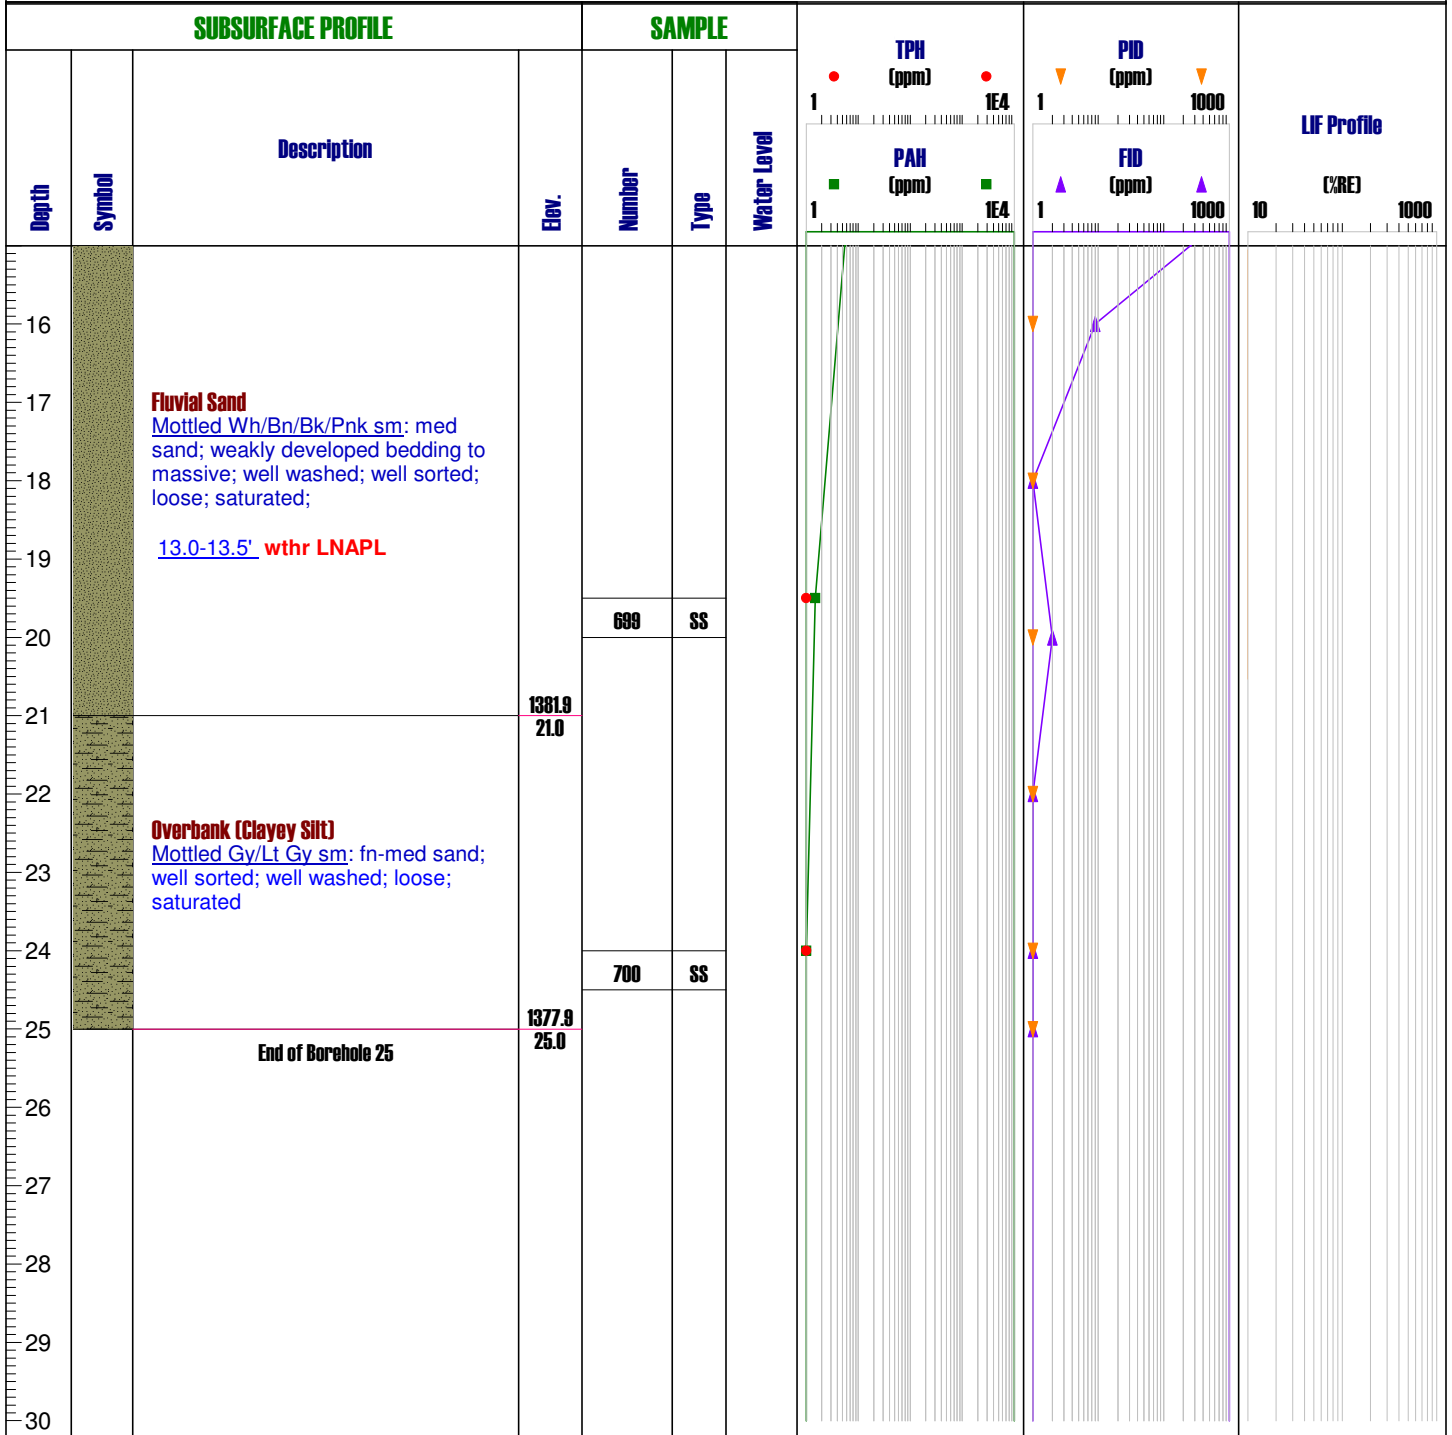 SUBSURFACE PROFILE
SAMPLE
Depth
Symbol
Description
Elev.
Number
Type
Water Level
TPH
(ppm)
1 1E4
PAH
(ppm)
1 1E4
PID
(ppm)
1 1000
FID
(ppm)
1 1000
LIF Profile
(%RE)
10 1000
16
17
Fluvial Sand
Mottled Wh/Bn/Bk/Pnk sm: med
sand; weakly developed bedding to
massive; well washed; well sorted;
loose; saturated;
18
13.0-13.5' wthr LNAPL
19
699 SS
20
1381.9
21
21.0
22
Overbank (Clayey Silt)
Mottled Gy/Lt Gy sm: fn-med sand;
well sorted; well washed; loose;
saturated
23
24
700 SS
1377.9
25
25.0
End of Borehole 25
26
27
28
29
30